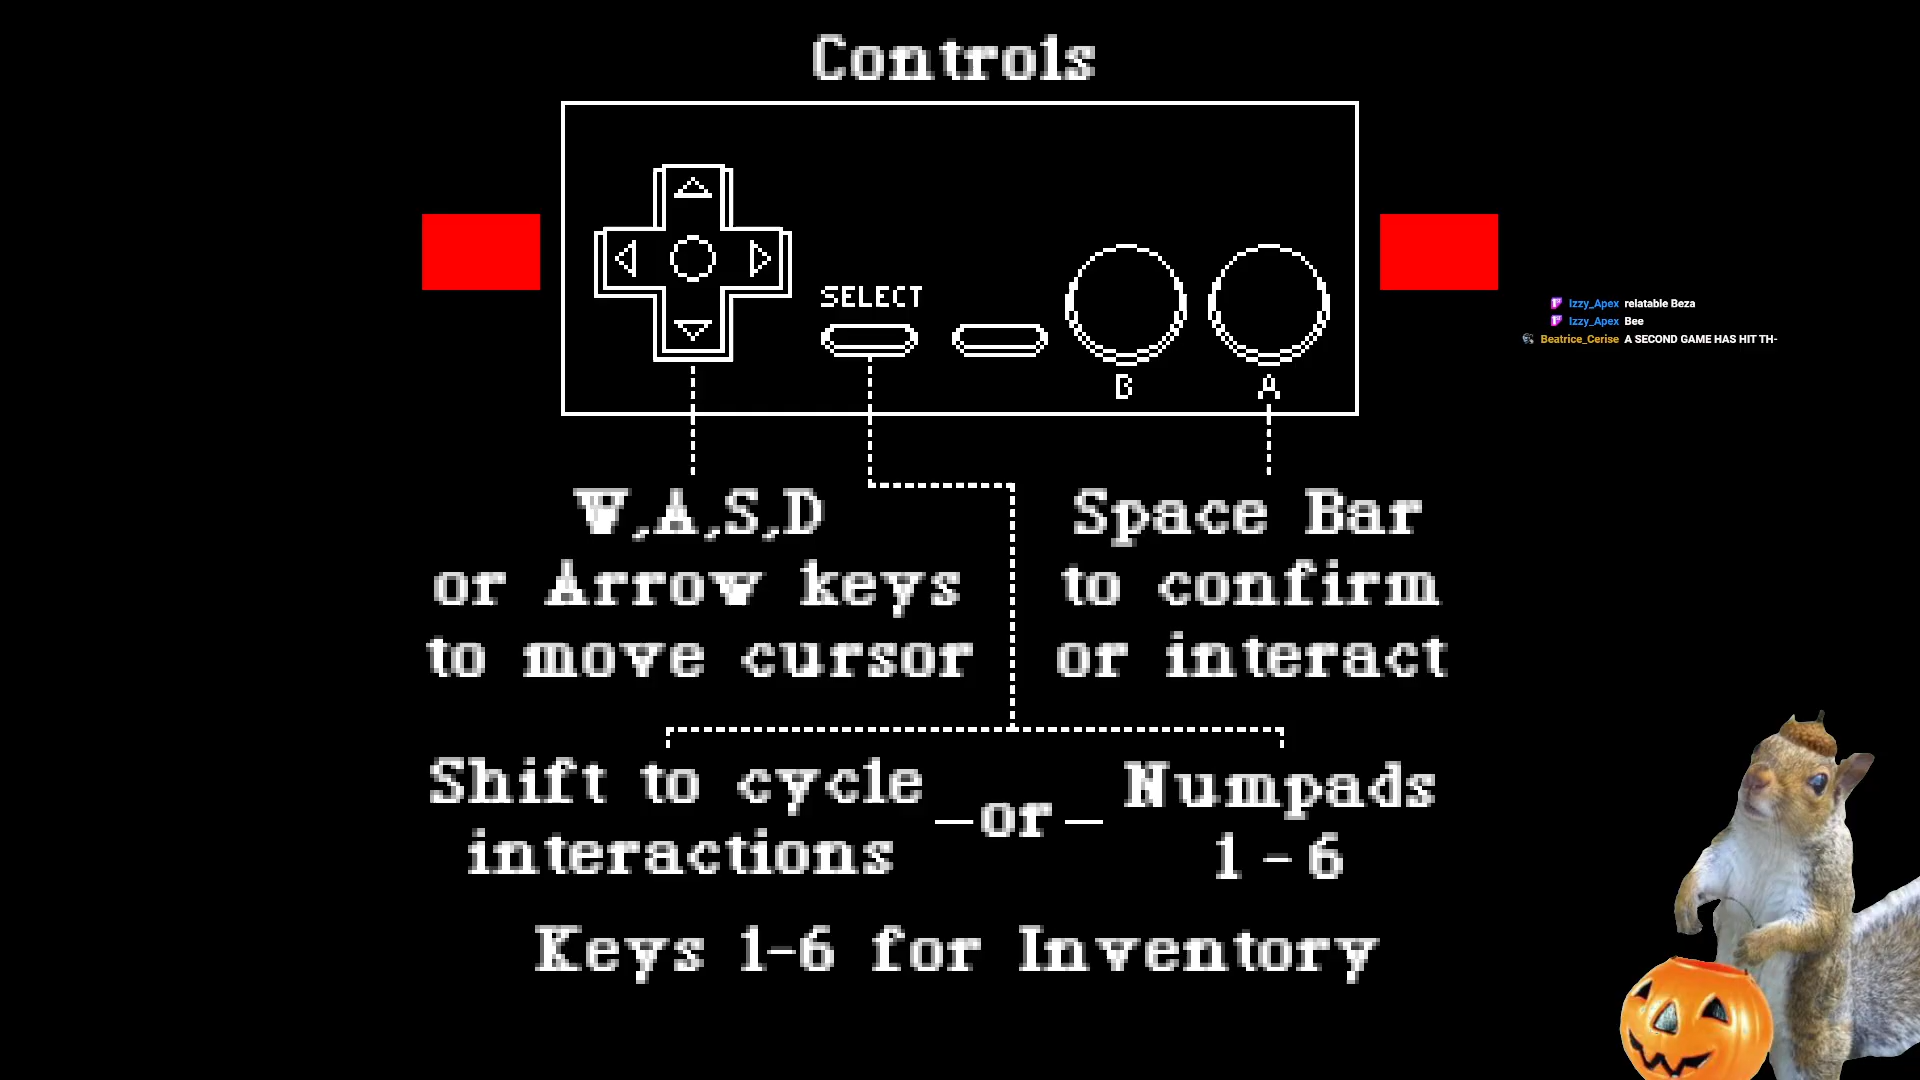 Controls
SELECT
B
A
W,A,S,D
or Arrow keys
to move cursor
Space Bar
to confirm
or interact
Shift to cycle
interactions
-or-
Numpads
1-6
Keys 1-6 for Inventory
Izzy_Apex relatable Beza
Izzy_Apex Bee
Beatrice_Cerise A SECOND GAME HAS HIT TH-